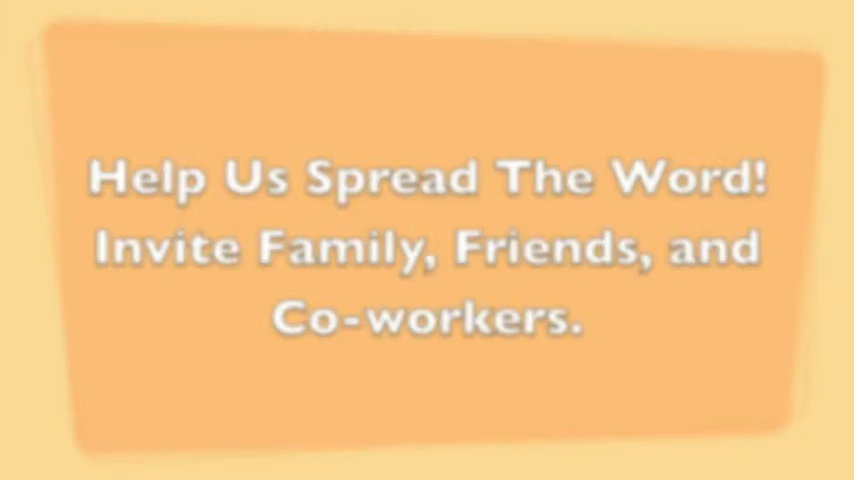 Help Us Spread The Word!
Invite Family, Friends, and
Co-workers.